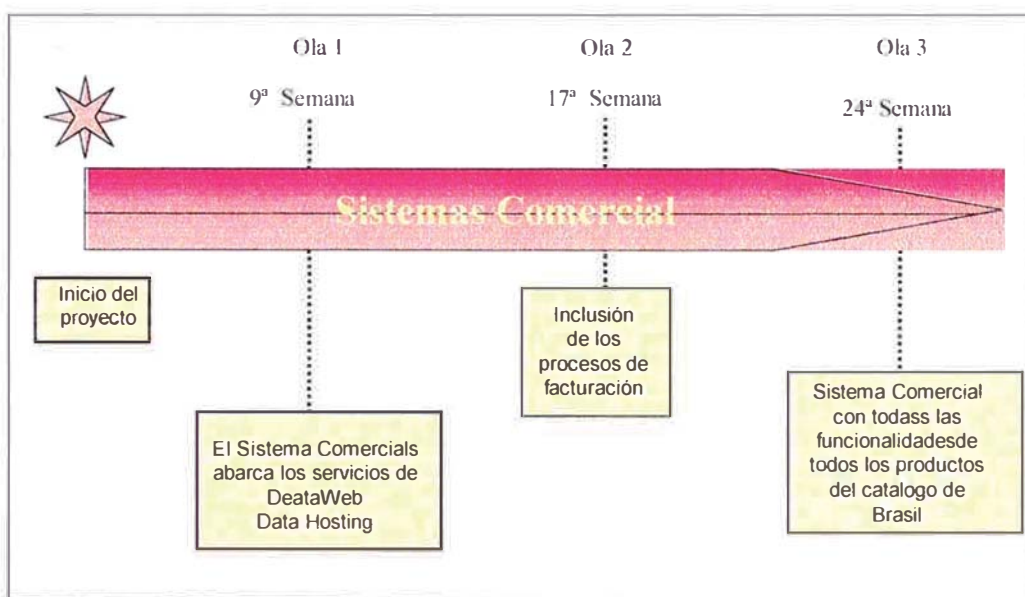 Ola 1
Ola 2
Ola 3
9ª Semana
17ª Semana
24ª Semana
Sistemas Comercial
Inicio del
proyecto
Inclusión
de los
procesos de
facturación
El Sistema Comercials
abarca los servicios de
DeataWeb
Data Hosting
Sistema Comercial
con todass las
funcionalidadesde
todos los productos
del catalogo de
Brasil